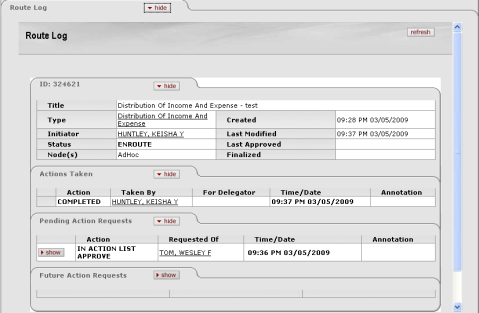 Route Log
hide
Route Log
refresh
ID: 324621
hide
Title Distribution Of Income And Expense - test
Type Distribution Of Income And Expense Created 09:28 PM 03/05/2009
Initiator HUNTLEY, KEISHA Y Last Modified 09:37 PM 03/05/2009
Status ENROUTE Last Approved
Node(s) AdHoc Finalized
Actions Taken
hide
Action Taken By For Delegator Time/Date Annotation
COMPLETED HUNTLEY, KEISHA Y 09:37 PM 03/05/2009
Pending Action Requests
hide
Action Requested Of Time/Date Annotation
show IN ACTION LIST APPROVE TOM, WESLEY F 09:36 PM 03/05/2009
Future Action Requests
show